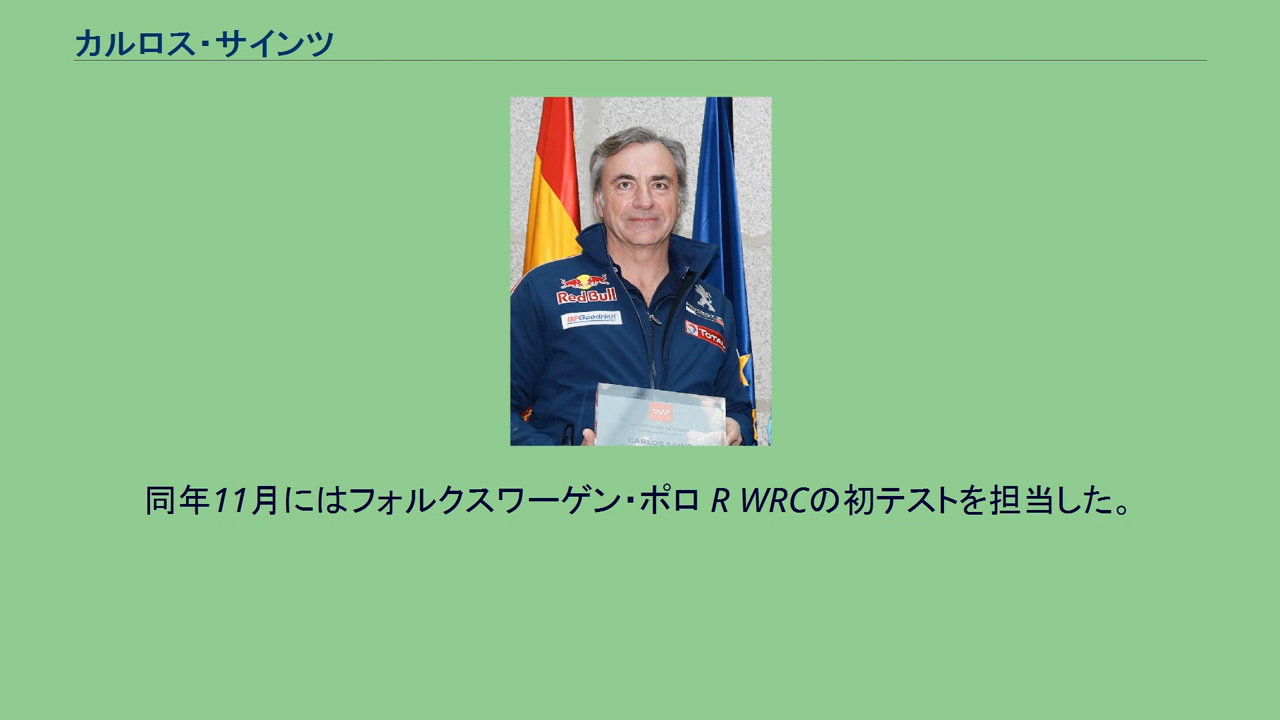 カルロス・サインツ
Red Bull
BFGoodrich
TOTAL
同年11月にはフォルクスワーゲン・ポロ R WRCの初テストを担当した。